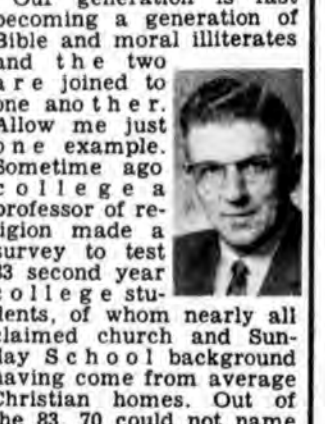 Our generation is fast
becoming a generation of
Bible and moral illiterates
and the two
are joined to
one another.
Allow me just
one example.
Sometime ago
college a
professor of re-
ligion made a
survey to test
83 second year
college stu-
dents, of whom nearly all
claimed church and Sun-
day School background
having come from average
Christian homes. Out of
the 83, 70 could not name